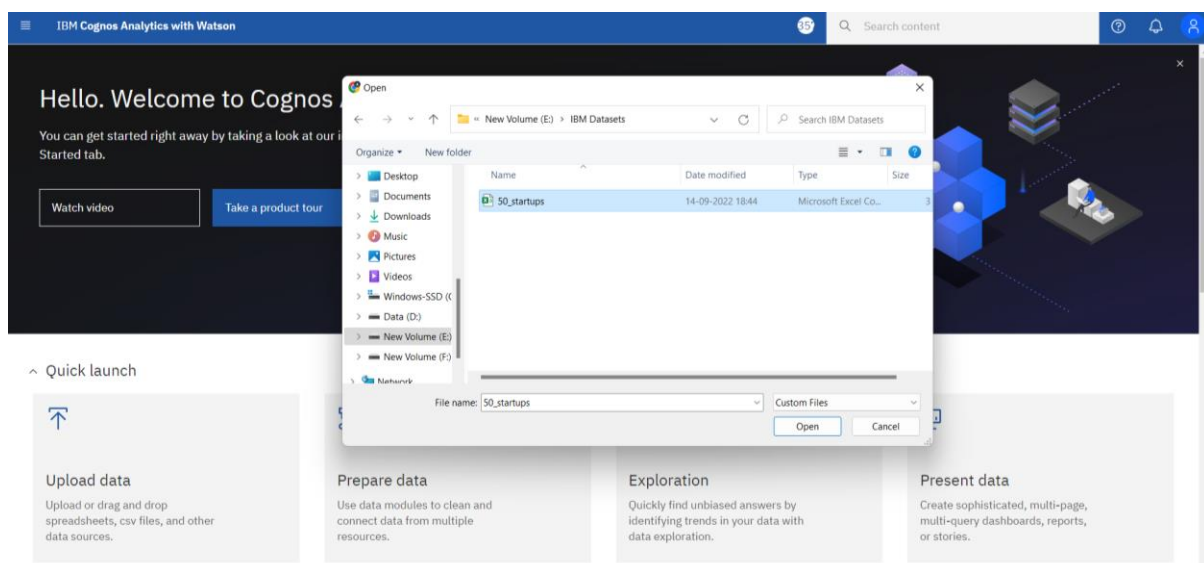 IBM Cognos Analytics with Watson
Search content
Hello. Welcome to Cognos
You can get started right away by taking a look at our
Started tab.
Watch video
Take a product tour
Open
« New Volume (E:) > IBM Datasets
Search IBM Datasets
Organize
New folder
Name
Date modified
Type
Size
50_startups
14-09-2022 18:44
Microsoft Excel Co...
3
Desktop
Documents
Downloads
Music
Pictures
Videos
Windows-SSD (C
Data (D:)
New Volume (E:)
New Volume (F:)
Network
File name:
50_startups
Custom Files
Open
Cancel
Quick launch
Upload data
Upload or drag and drop
spreadsheets, csv files, and other
data sources.
Prepare data
Use data modules to clean and
connect data from multiple
resources.
Exploration
Quickly find unbiased answers by
identifying trends in your data with
data exploration.
Present data
Create sophisticated, multi-page,
multi-query dashboards, reports,
or stories.